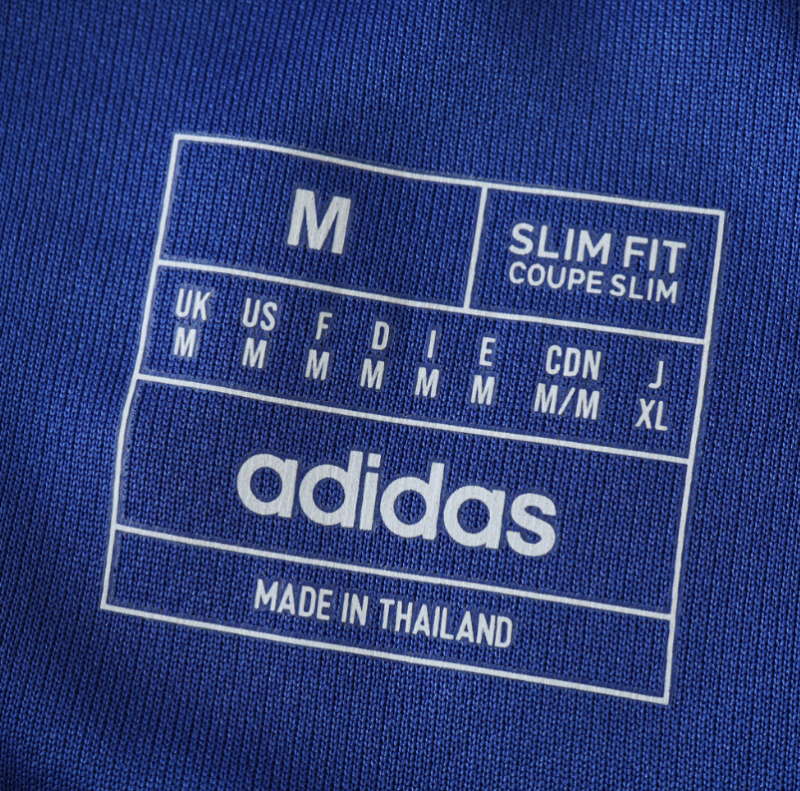 M
SLIM FIT
COUPE SLIM
UK US F D I E CDN J
M M M M M M M/M XL
adidas
MADE IN THAILAND